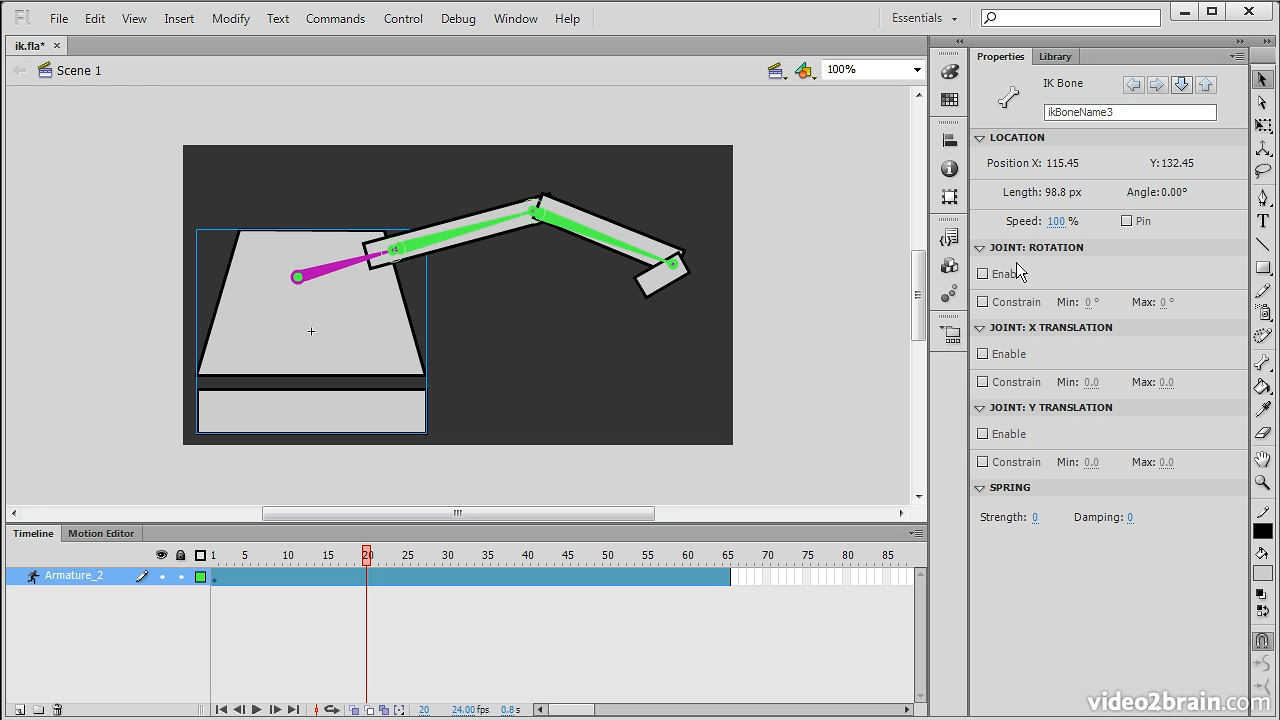 Fl File Edit View Insert Modify Text Commands Control Debug Window Help Essentials
ik.fla* ×
Scene 1 100%
Properties Library
IK Bone
ikBoneName3
LOCATION
Position X: 115.45 Y: 132.45
Length: 98.8 px Angle: 0.00°
Speed: 100 % Pin
JOINT: ROTATION
Enable
Constrain Min: 0 ° Max: 0 °
JOINT: X TRANSLATION
Enable
Constrain Min: 0.0 Max: 0.0
JOINT: Y TRANSLATION
Enable
Constrain Min: 0.0 Max: 0.0
SPRING
Strength: 0 Damping: 0
Timeline Motion Editor
1 5 10 15 20 25 30 35 40 45 50 55 60 65 70 75 80 85
Armature_2
20 24.00 fps 0.8 s
video2brain.com